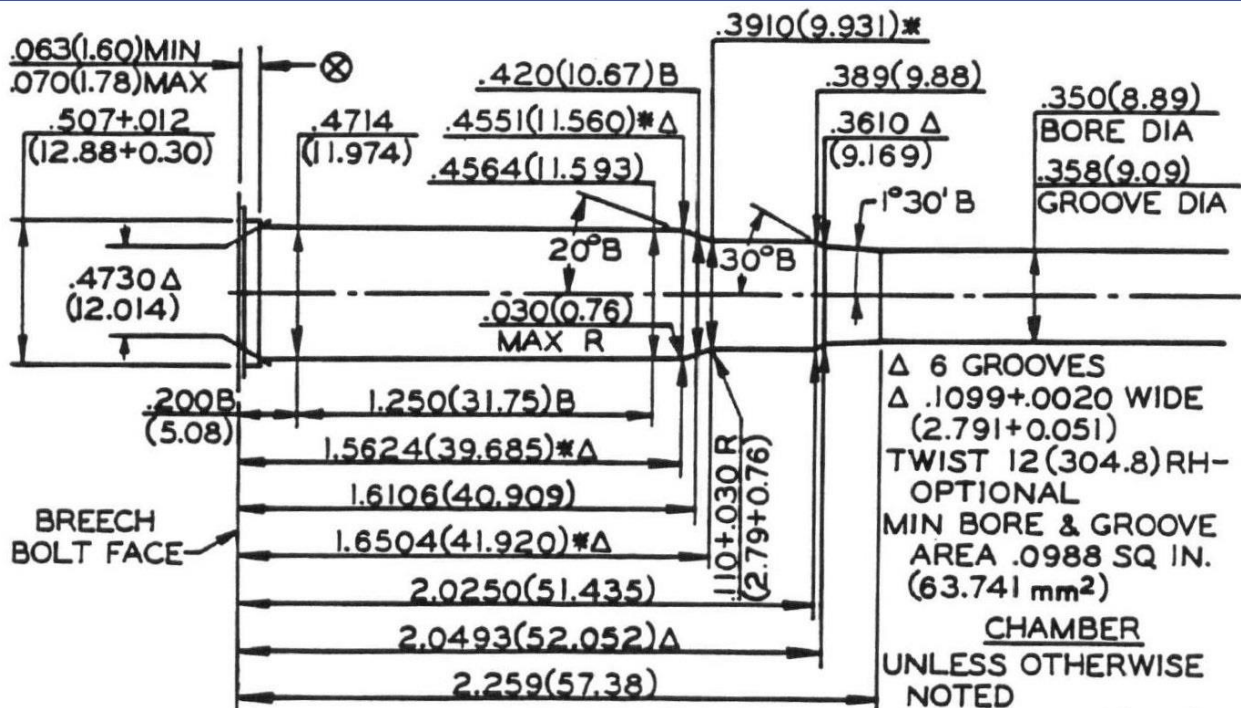 .3910(9.931)*
.063(1.60)MIN
.070(1.78)MAX
⊗
.420(10.67)B
.389(9.88)
.507+.012
(12.88+0.30)
.4714
(11.974)
.4551(11.560)*Δ
.3610 Δ
(9.169)
.350(8.89)
BORE DIA
.4564(11.593)
.358(9.09)
GROOVE DIA
1°30' B
20°B
30°B
.4730 Δ
(12.014)
.030(0.76)
MAX R
Δ 6 GROOVES
Δ .1099+.0020 WIDE
(2.791+0.051)
TWIST 12(304.8)RH-
OPTIONAL
MIN BORE & GROOVE
AREA .0988 SQ IN.
(63.741 mm²)
.200B
(5.08)
1.250(31.75)B
1.5624(39.685)*Δ
1.6106(40.909)
.110+.030 R
(2.79+0.76)
BREECH
BOLT FACE
1.6504(41.920)*Δ
2.0250(51.435)
2.0493(52.052)Δ
2.259(57.38)
CHAMBER
UNLESS OTHERWISE
NOTED